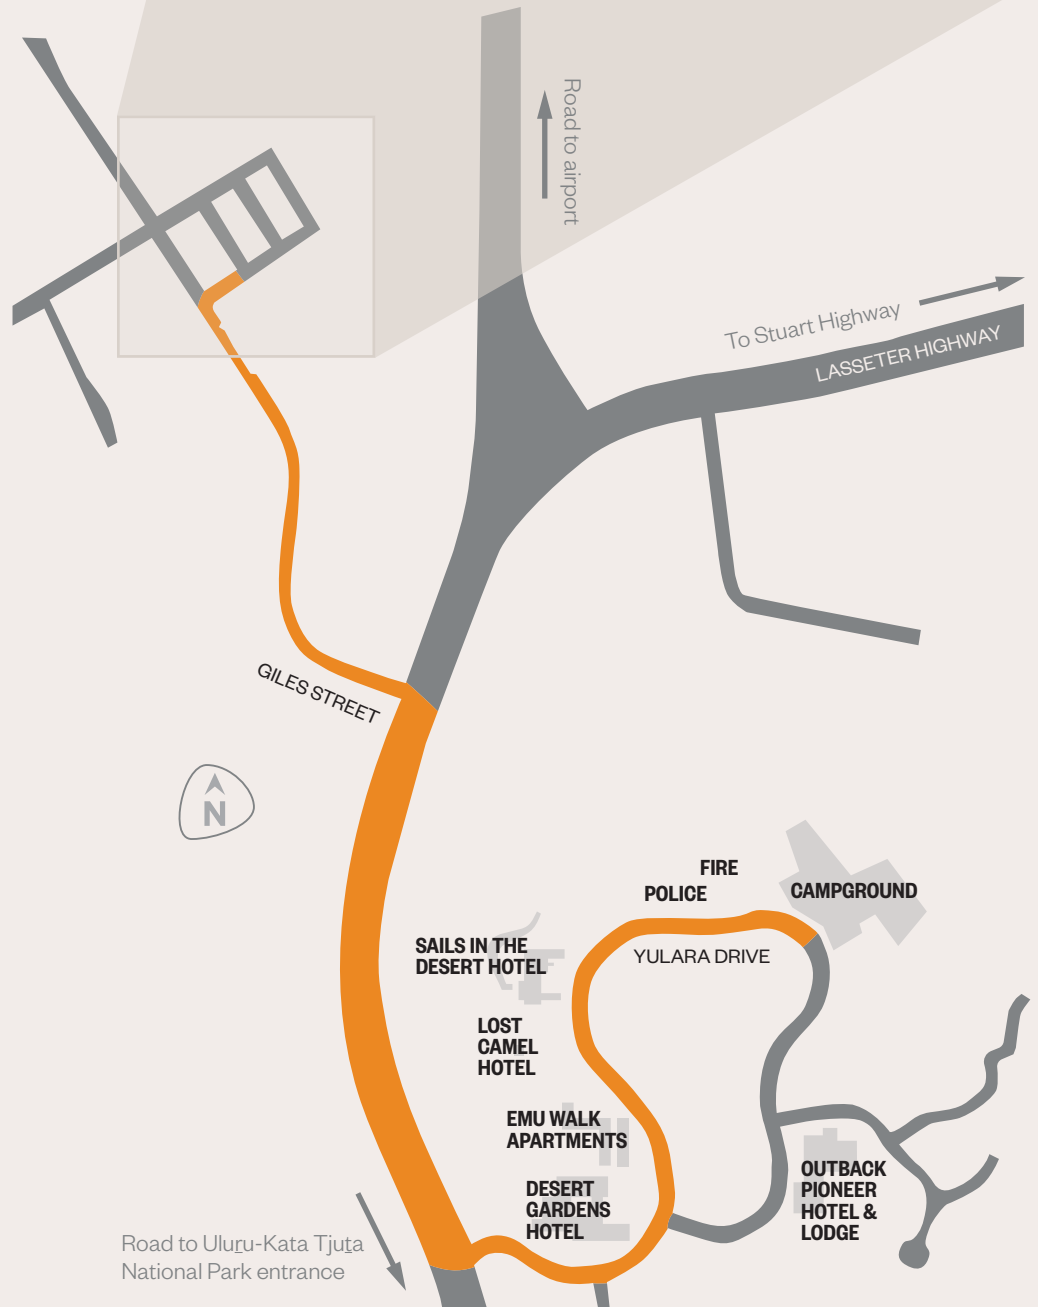 Road to airport
To Stuart Highway
LASSETER HIGHWAY
GILES STREET
N
FIRE
POLICE
CAMPGROUND
SAILS IN THE
DESERT HOTEL
YULARA DRIVE
LOST
CAMEL
HOTEL
EMU WALK
APARTMENTS
OUTBACK
PIONEER
HOTEL &
LODGE
DESERT
GARDENS
HOTEL
Road to Uluṟu-Kata Tjuṯa
National Park entrance